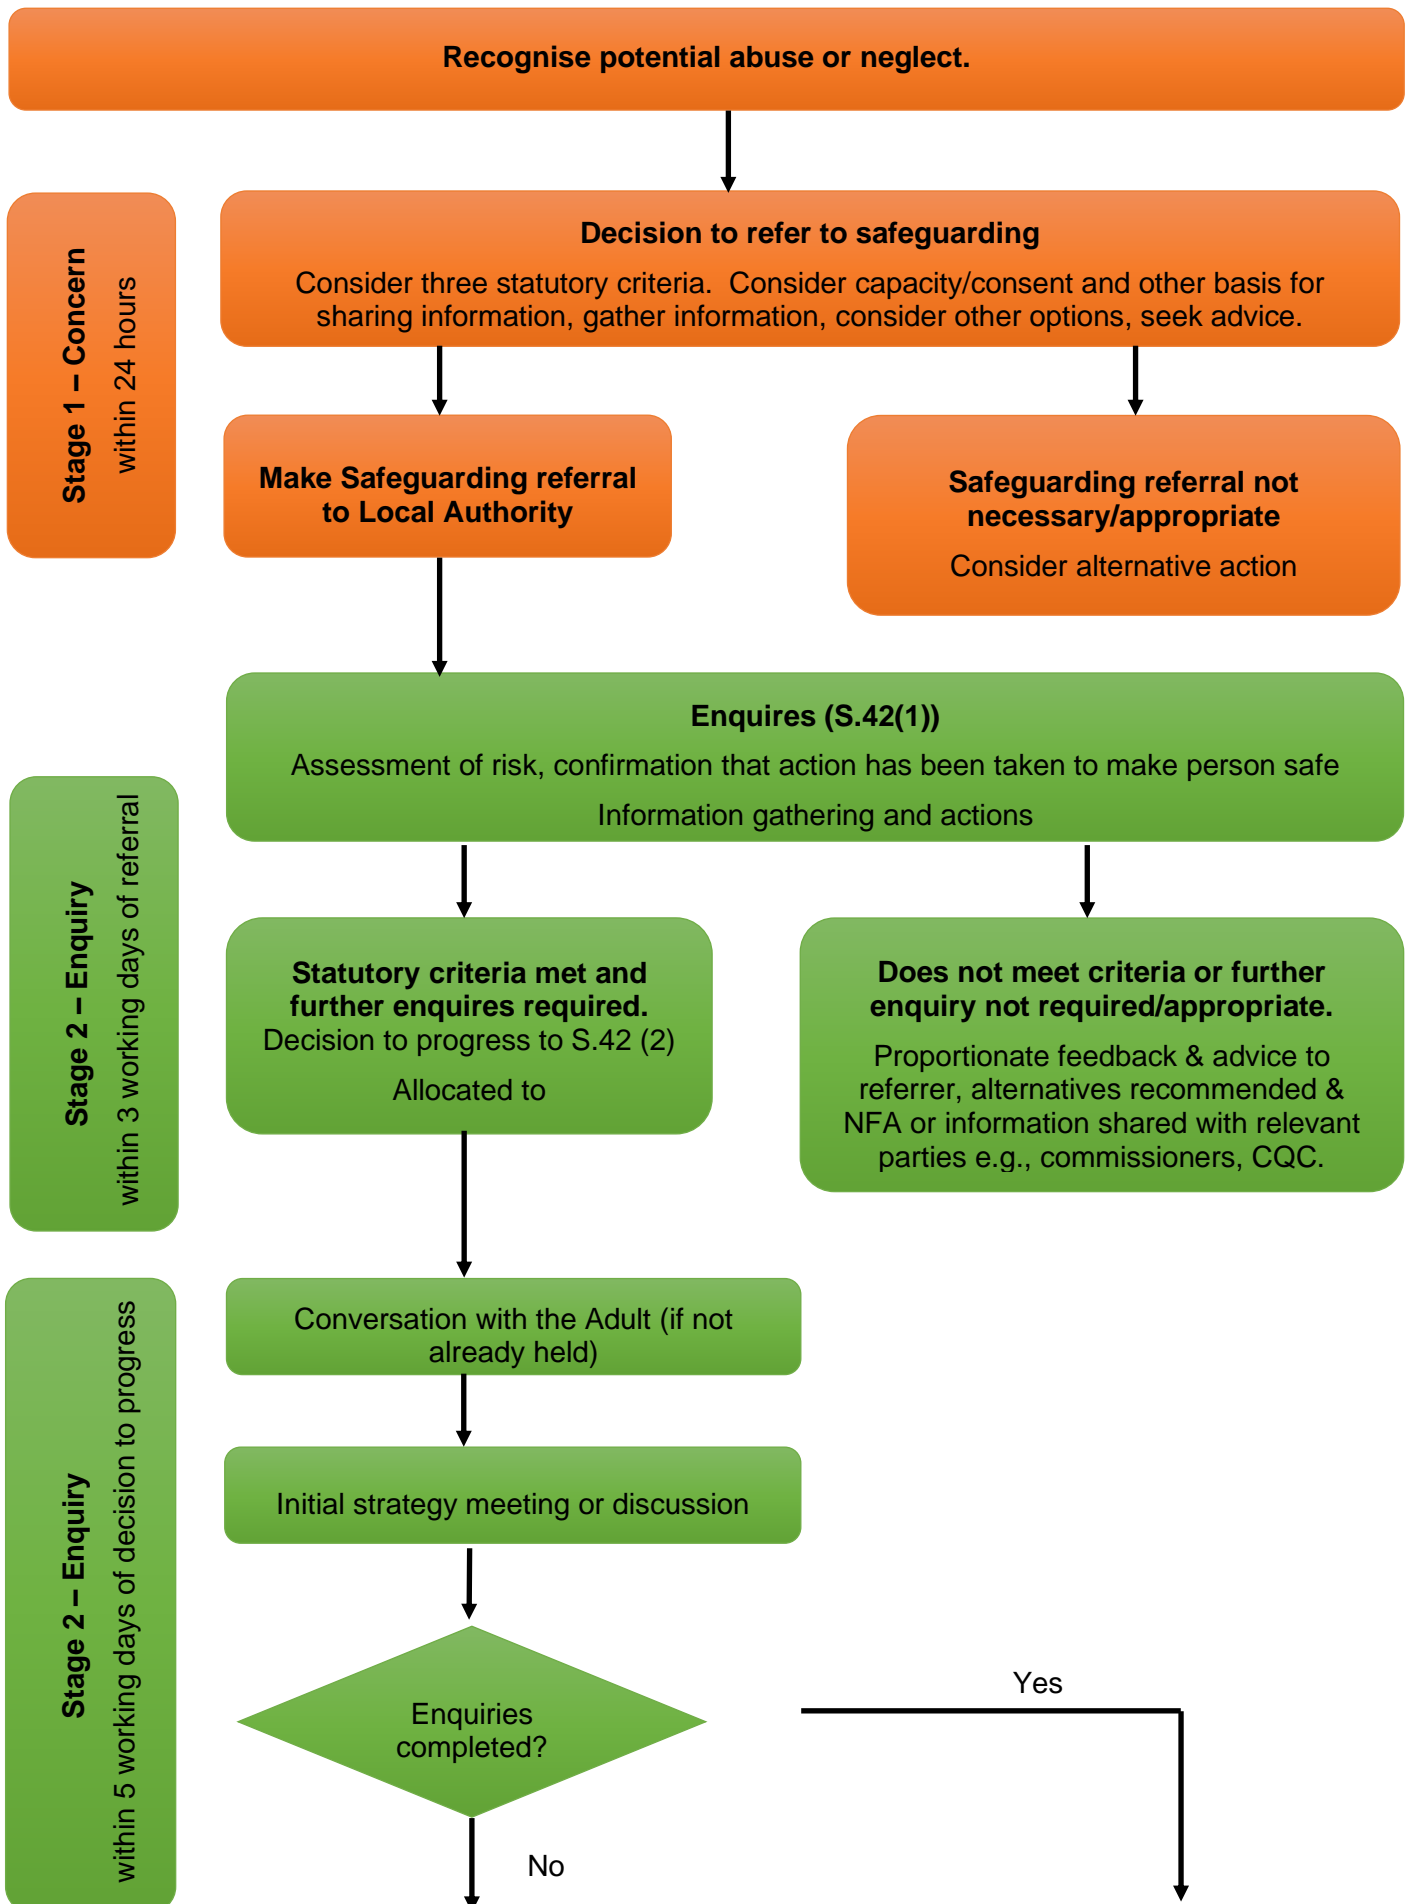 Recognise potential abuse or neglect.
Stage 1 – Concern
within 24 hours
Decision to refer to safeguarding
Consider three statutory criteria.  Consider capacity/consent and other basis for
sharing information, gather information, consider other options, seek advice.
Make Safeguarding referral
to Local Authority
Safeguarding referral not
necessary/appropriate
Consider alternative action
Stage 2 – Enquiry
within 3 working days of referral
Enquires (S.42(1))
Assessment of risk, confirmation that action has been taken to make person safe
Information gathering and actions
Statutory criteria met and
further enquires required.
Decision to progress to S.42 (2)
Allocated to
Does not meet criteria or further
enquiry not required/appropriate.
Proportionate feedback & advice to
referrer, alternatives recommended &
NFA or information shared with relevant
parties e.g., commissioners, CQC.
Stage 2 – Enquiry
within 5 working days of decision to progress
Conversation with the Adult (if not
already held)
Initial strategy meeting or discussion
Enquiries
completed?
Yes
No